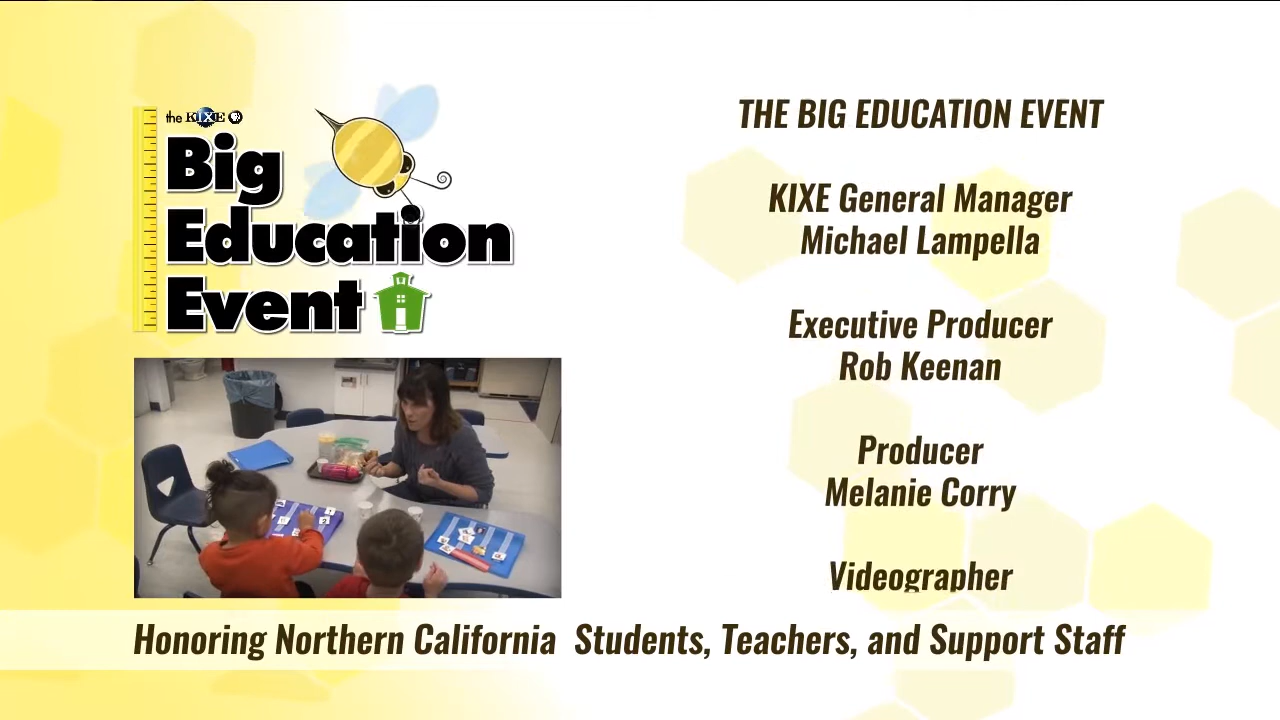 the KIXE
Big
Education
Event
THE BIG EDUCATION EVENT
KIXE General Manager
Michael Lampella
Executive Producer
Rob Keenan
Producer
Melanie Corry
Videographer
Honoring Northern California Students, Teachers, and Support Staff